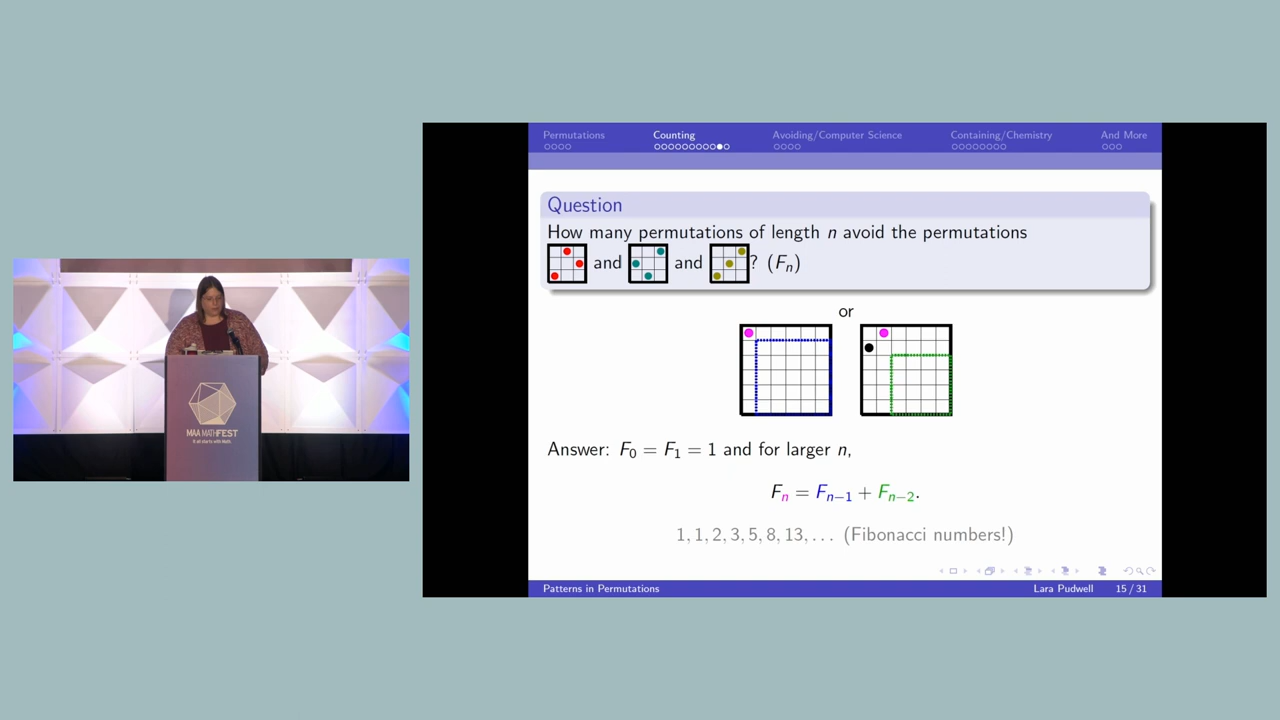 Permutations
Counting
Avoiding/Computer Science
Containing/Chemistry
And More
Question
How many permutations of length n avoid the permutations
and and ? (Fₙ)
or
Answer: F₀ = F₁ = 1 and for larger n,
Fₙ = Fₙ₋₁ + Fₙ₋₂.
1, 1, 2, 3, 5, 8, 13, . . . (Fibonacci numbers!)
Patterns in Permutations
Lara Pudwell
15 / 31
MAA MATHFEST